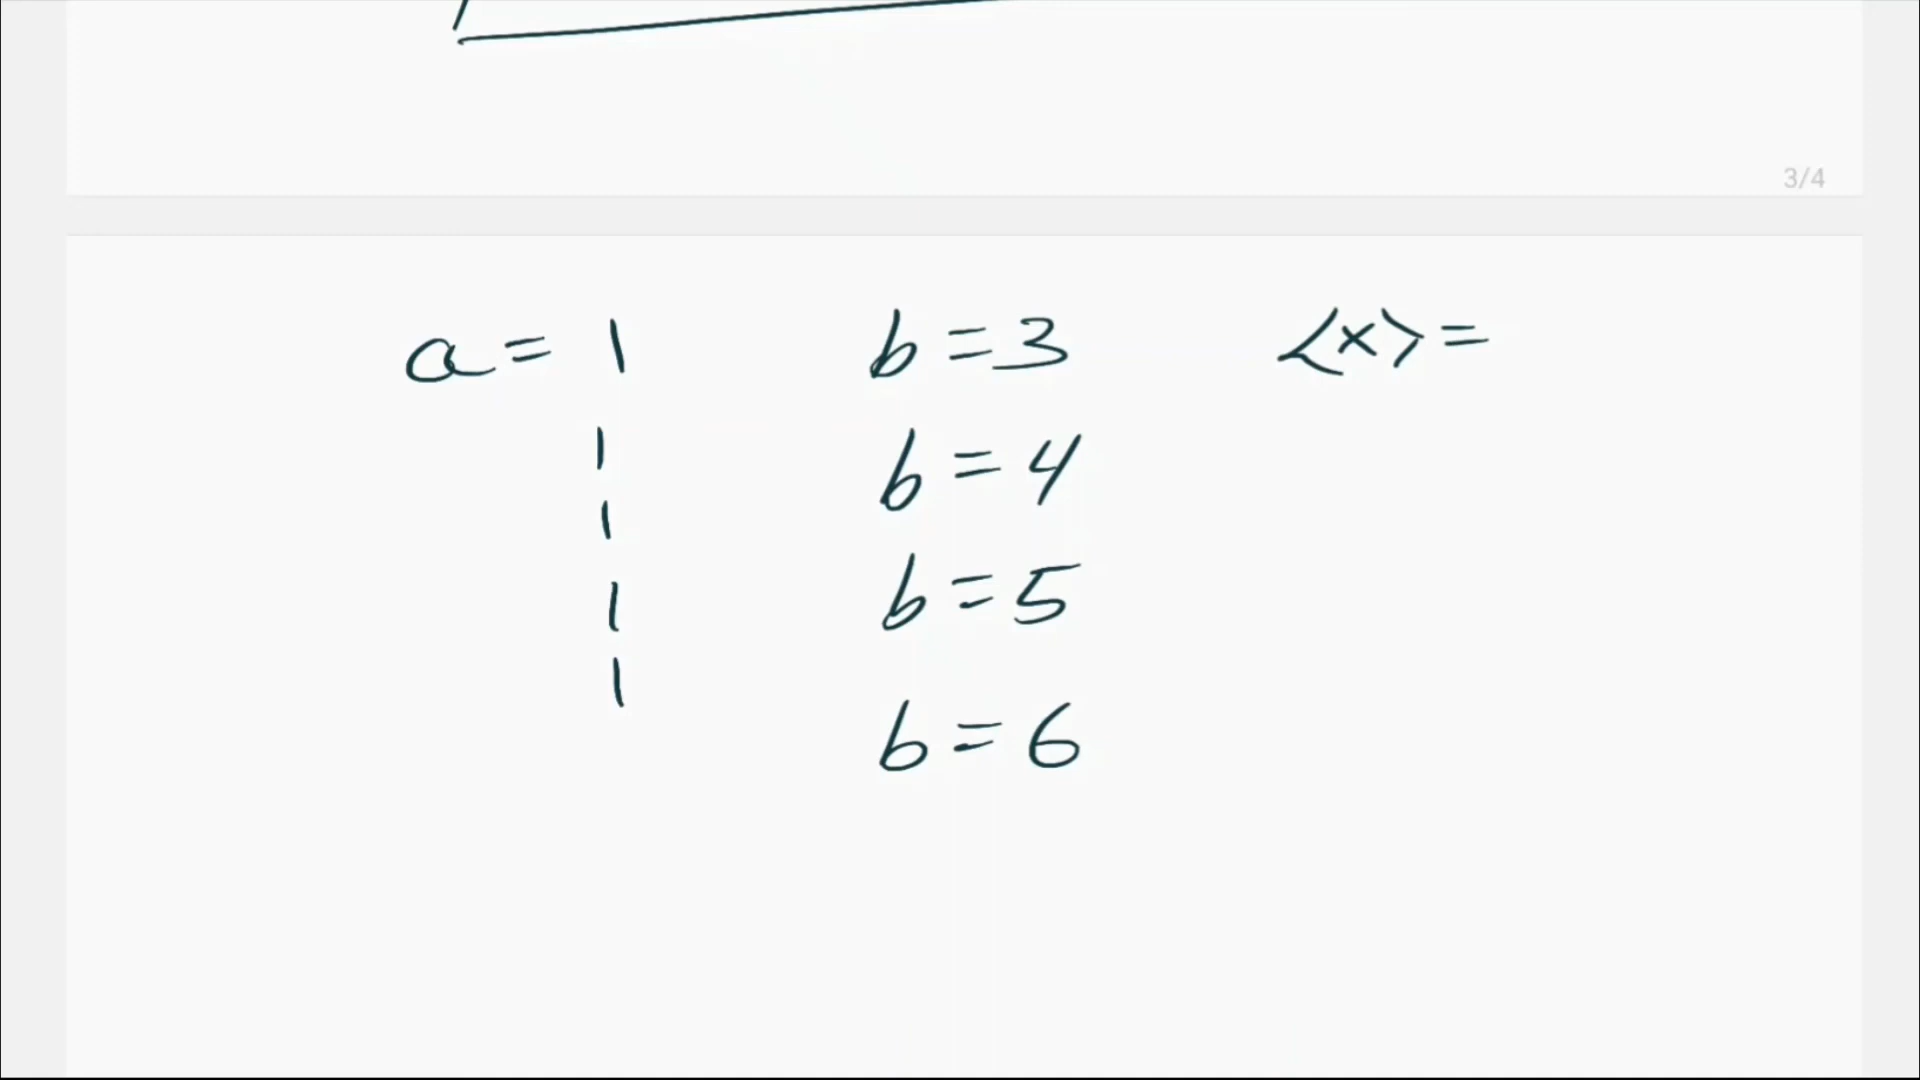 3/4
a = 1 b = 3 <x> =
1 b = 4
1
1 b = 5
1 b = 6